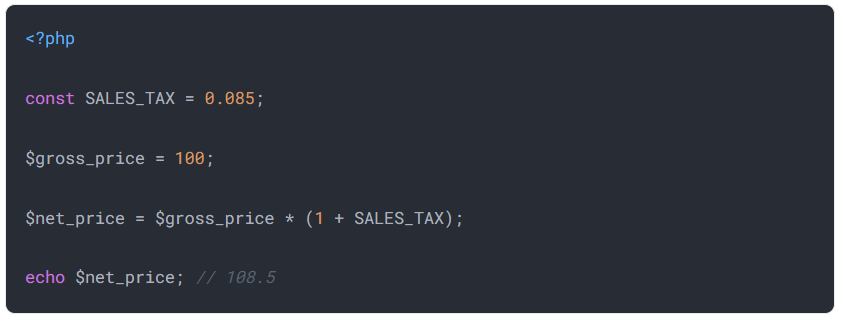 <?php
const SALES_TAX = 0.085;
$gross_price = 100;
$net_price = $gross_price * (1 + SALES_TAX);
echo $net_price; // 108.5